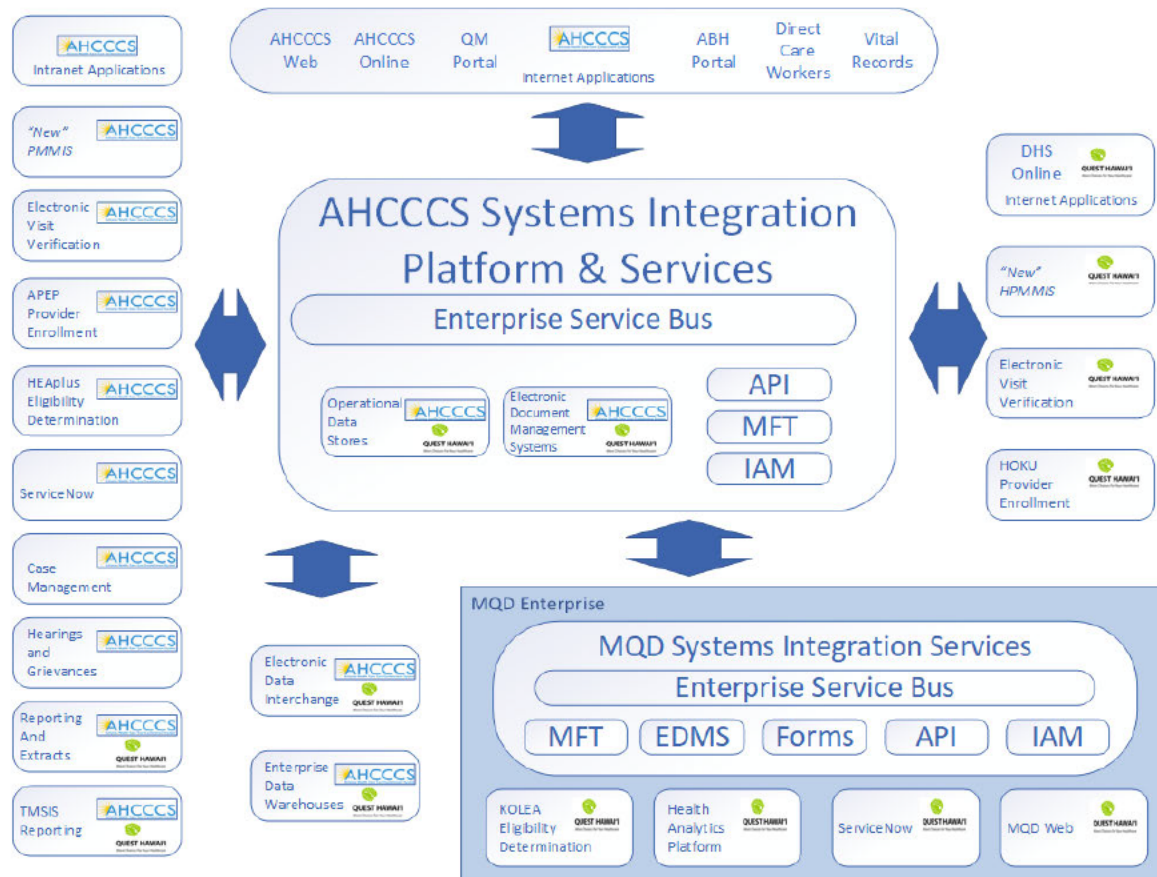 AHCCCS
Intranet Applications
AHCCCS
Web
AHCCCS
Online
QM
Portal
AHCCCS
Internet Applications
ABH
Portal
Direct
Care
Workers
Vital
Records
"New"
PMMIS
AHCCCS
Electronic
Visit
Verification
AHCCCS
APEP
Provider
Enrollment
AHCCCS
HEAplus
Eligibility
Determination
AHCCCS
ServiceNow
AHCCCS
Case
Management
AHCCCS
Hearings
and
Grievances
AHCCCS
Reporting
And
Extracts
AHCCCS
QUEST HAWAI'I
TMSIS
Reporting
AHCCCS
QUEST HAWAI'I
AHCCCS Systems Integration
Platform & Services
Enterprise Service Bus
Operational
Data
Stores
AHCCCS
QUEST HAWAI'I
Electronic
Document
Management
Systems
AHCCCS
QUEST HAWAI'I
API
MFT
IAM
DHS
Online
QUEST HAWAI'I
Internet Applications
"New"
HPMMIS
QUEST HAWAI'I
Electronic
Visit
Verification
QUEST HAWAI'I
HOKU
Provider
Enrollment
QUEST HAWAI'I
Electronic
Data
Interchange
AHCCCS
QUEST HAWAI'I
Enterprise
Data
Warehouses
AHCCCS
QUEST HAWAI'I
MQD Enterprise
MQD Systems Integration Services
Enterprise Service Bus
MFT
EDMS
Forms
API
IAM
KOLEA
Eligibility
Determination
QUEST HAWAI'I
Health
Analytics
Platform
QUEST HAWAI'I
ServiceNow
QUEST HAWAI'I
MQD Web
QUEST HAWAI'I